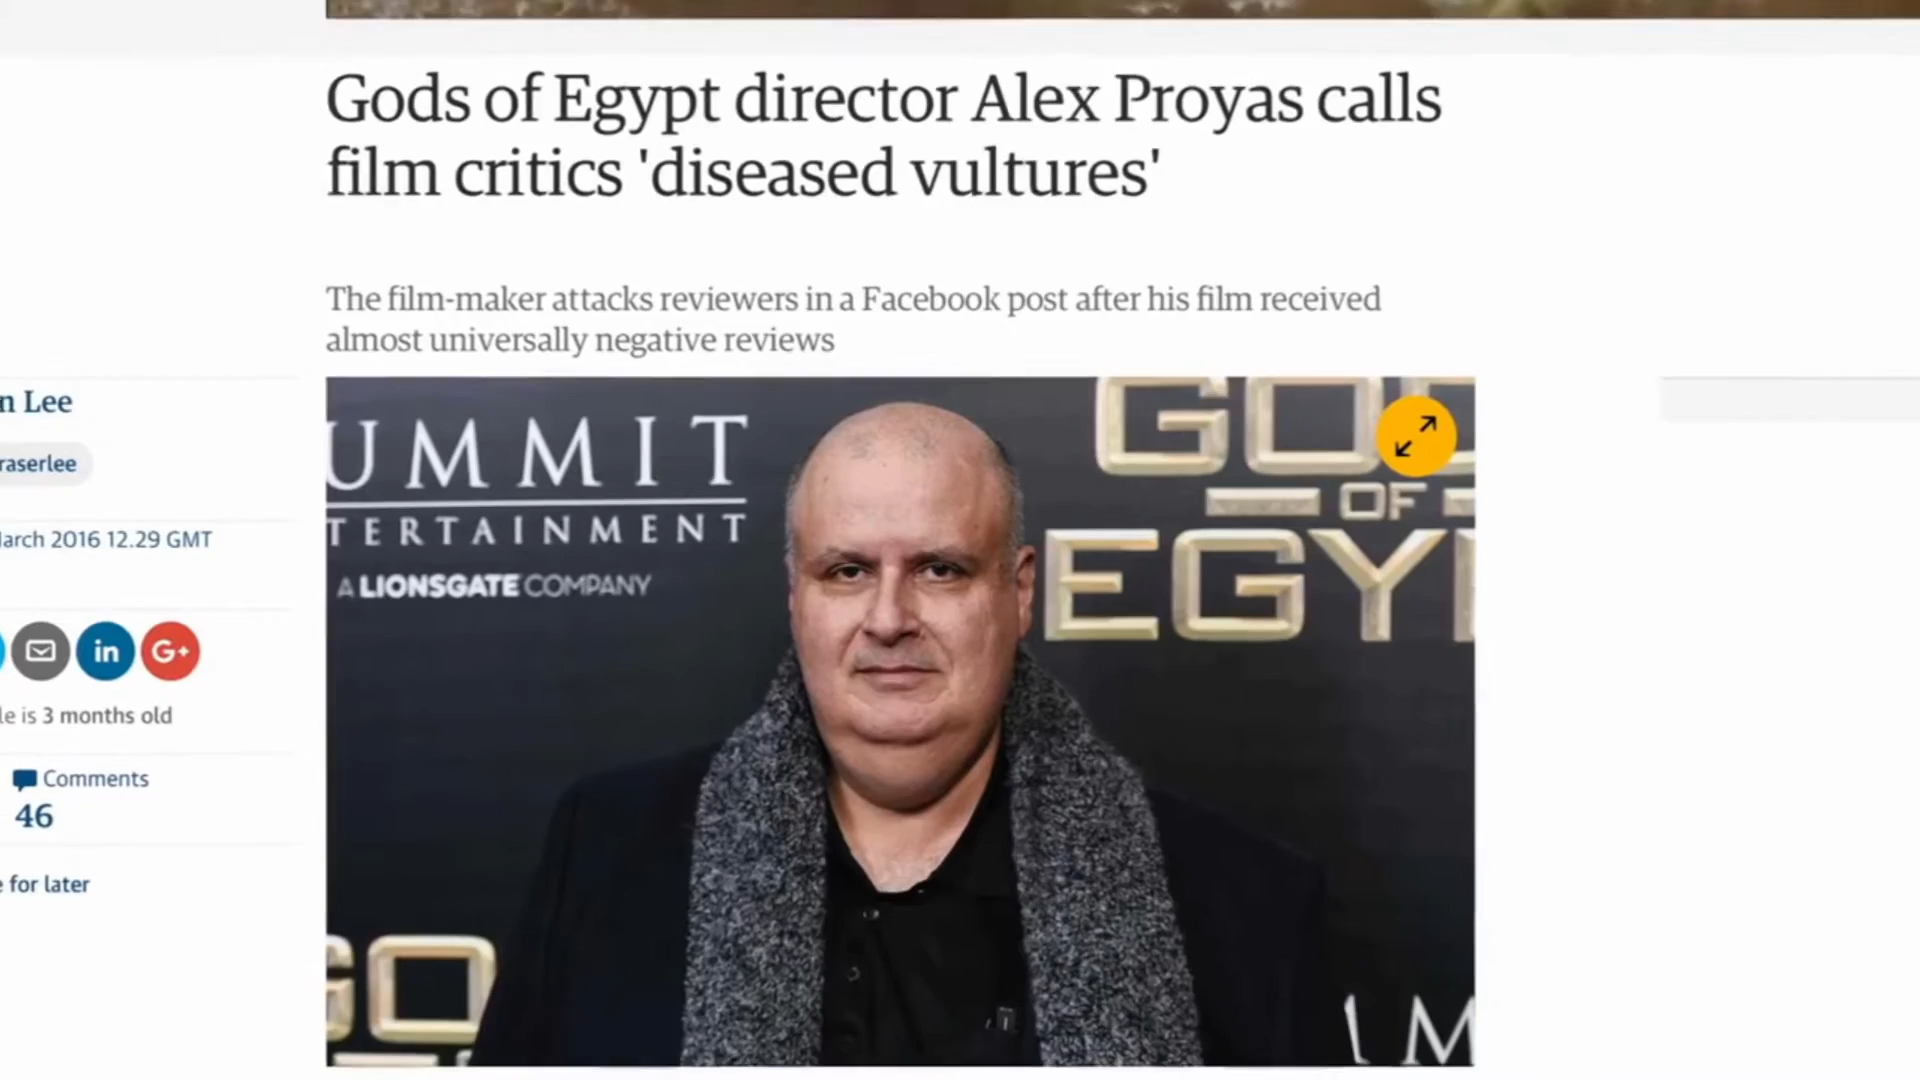 Gods of Egypt director Alex Proyas calls
film critics 'diseased vultures'
The film-maker attacks reviewers in a Facebook post after his film received
almost universally negative reviews
n Lee
raserlee
arch 2016 12.29 GMT
in
G+
le is 3 months old
Comments
46
e for later
UMMIT
TERTAINMENT
A LIONSGATE COMPANY
GOD
OF
EGY
GO
M